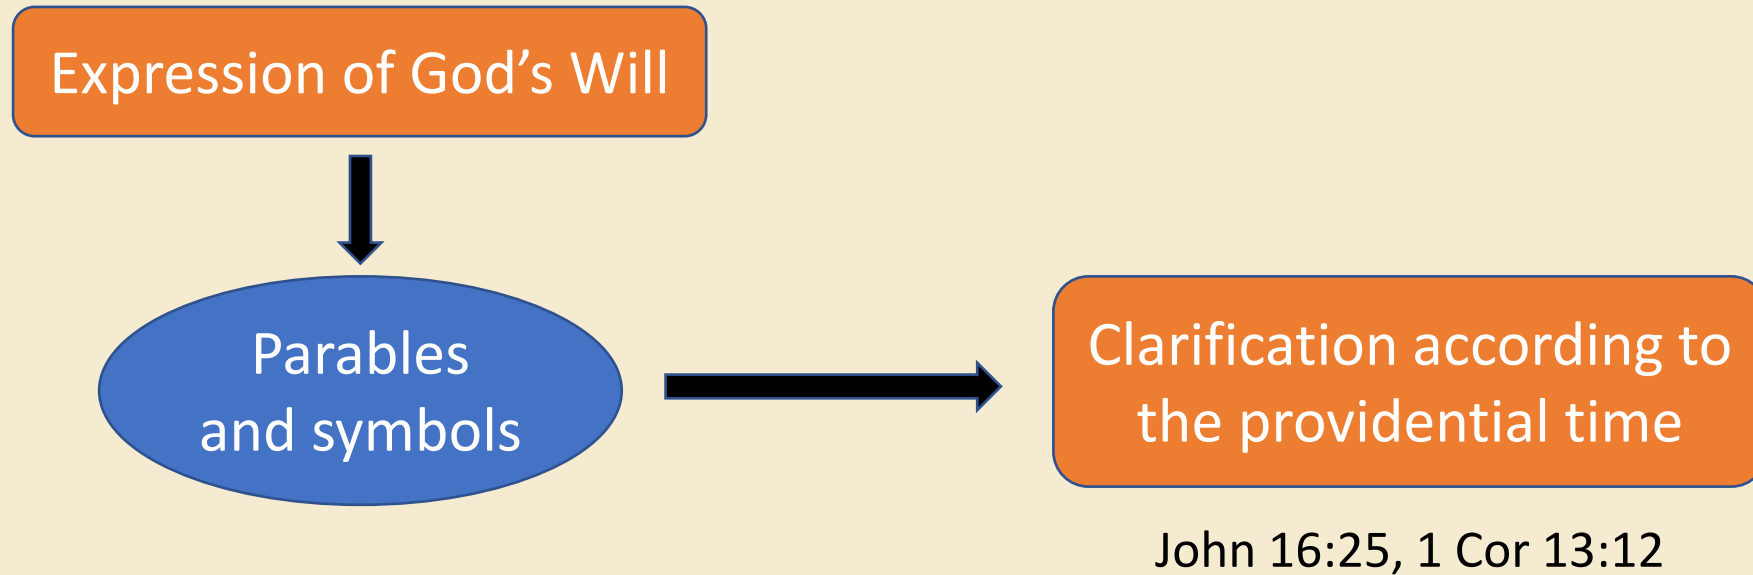 Expression of God’s Will
Parables
and symbols
Clarification according to
the providential time
John 16:25, 1 Cor 13:12